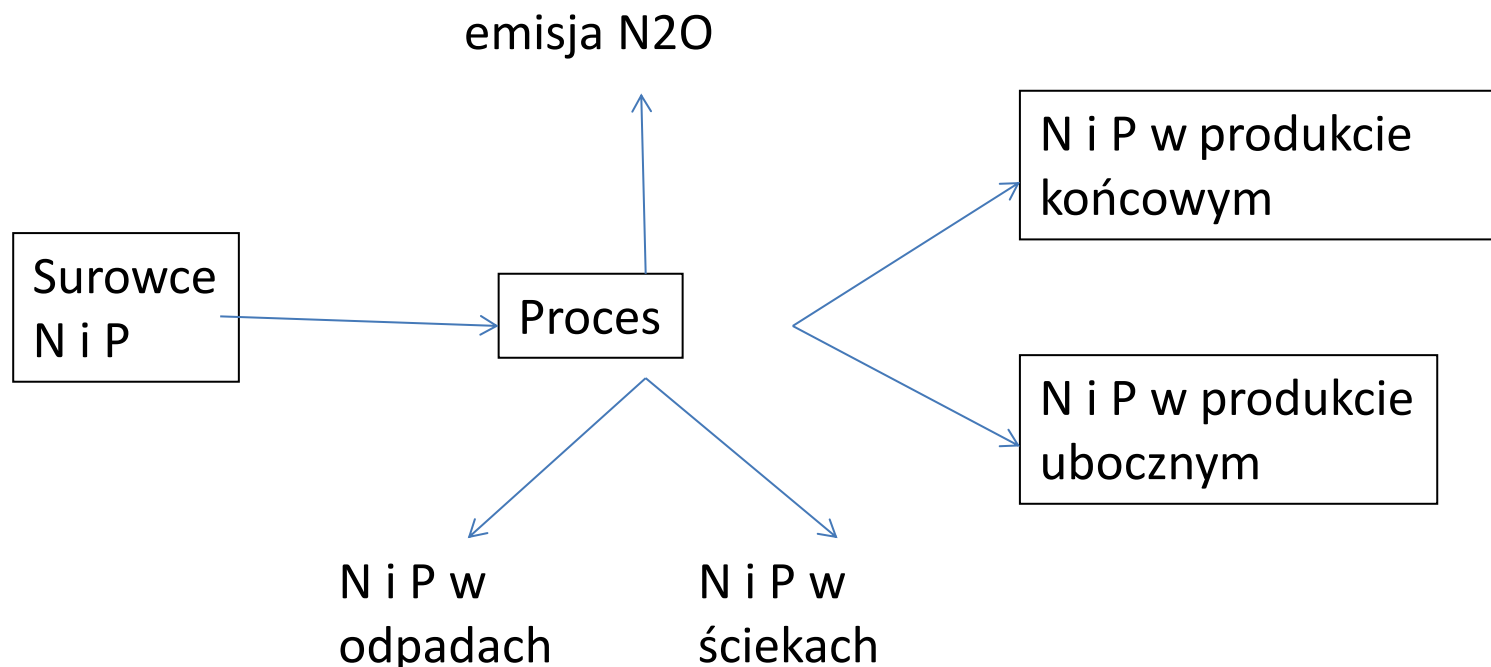 emisja N2O
N i P w produkcie
końcowym
Surowce
N i P
Proces
N i P w produkcie
ubocznym
N i P w
odpadach
N i P w
ściekach